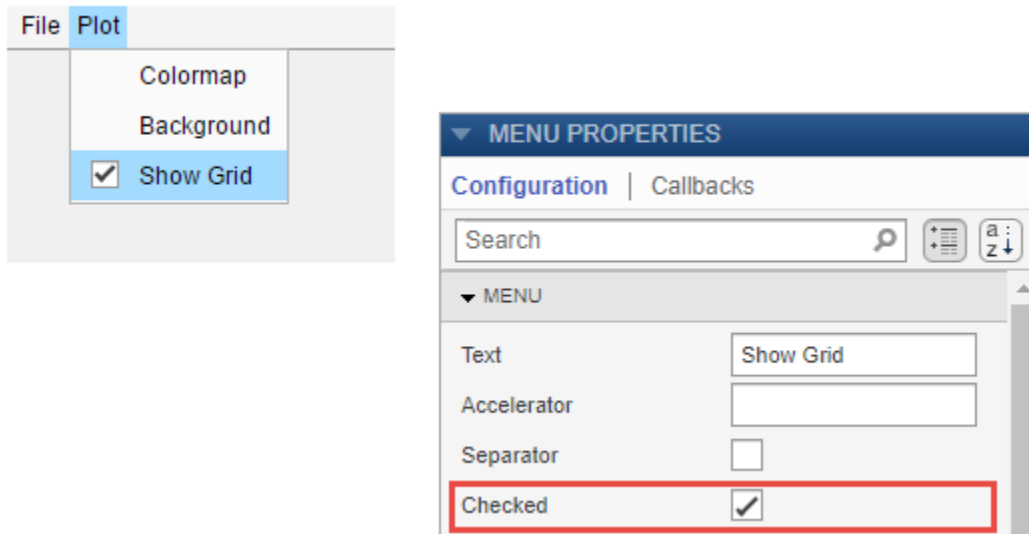 File Plot
Colormap
Background
Show Grid
MENU PROPERTIES
Configuration | Callbacks
Search
a z
MENU
Text Show Grid
Accelerator
Separator
Checked